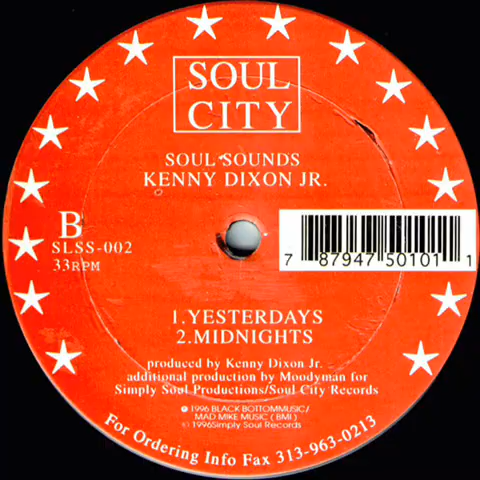 SOUL
CITY
SOUL SOUNDS
KENNY DIXON JR.
B
SLSS-002
33RPM
7 87947 50101 1
1.YESTERDAYS
2.MIDNIGHTS
produced by Kenny Dixon Jr.
additional production by Moodyman for
Simply Soul Productions/Soul City Records
℗ 1996 BLACK BOTTOMMUSIC/
MAD MIKE MUSIC ( BMI )
© 1996Simply Soul Records
For Ordering Info Fax 313-963-0213